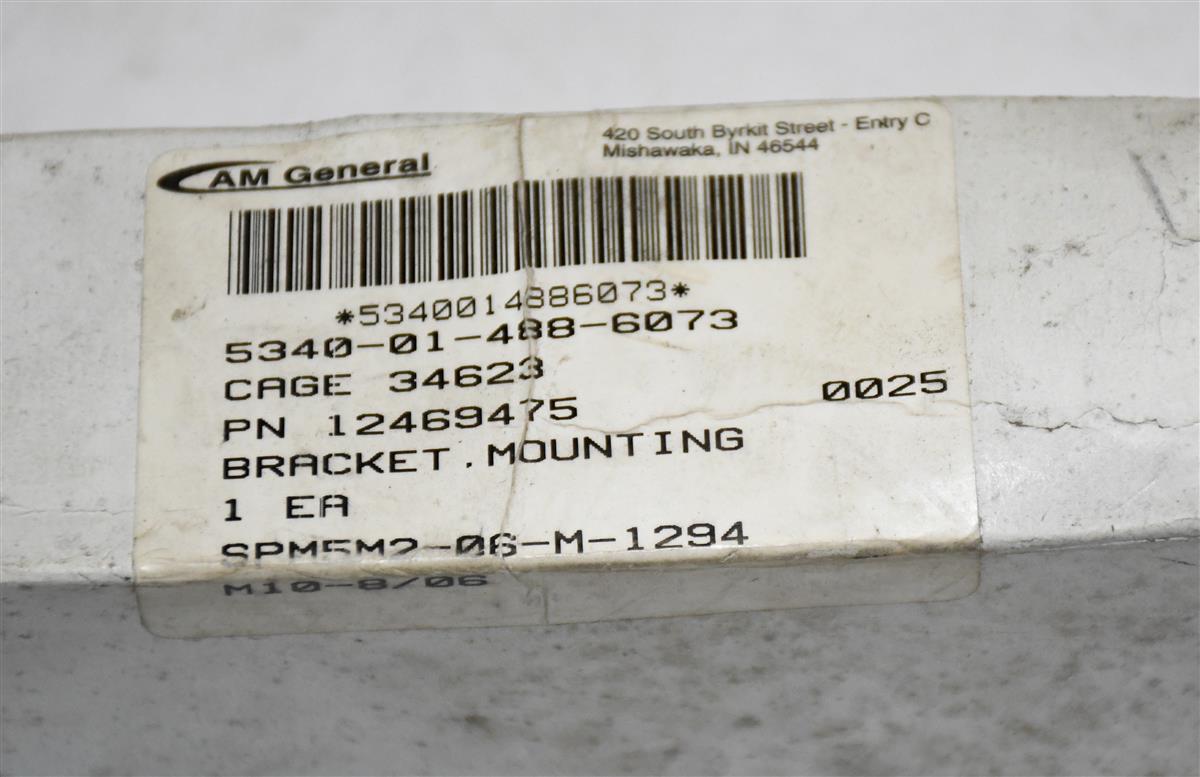 AM General
420 South Byrkit Street - Entry C
Mishawaka, IN 46544
*5340014886073*
5340-01-488-6073
CAGE 34623
PN 12469475
0025
BRACKET.MOUNTING
1 EA
SPM5M2-06-M-1294
M10-8/06